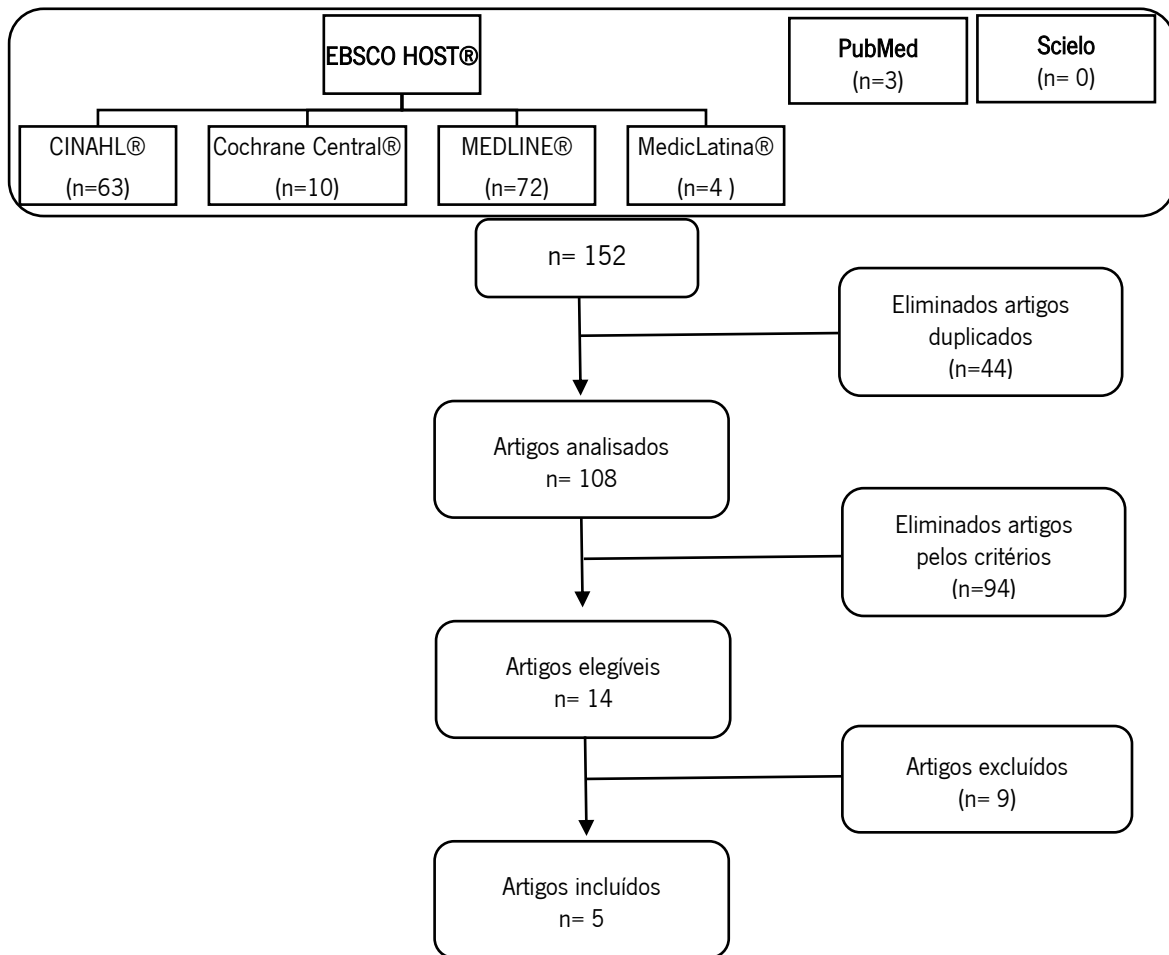 EBSCO HOST®
PubMed
(n=3)
Scielo
(n= 0)
CINAHL®
(n=63)
Cochrane Central®
(n=10)
MEDLINE®
(n=72)
MedicLatina®
(n=4 )
n= 152
Eliminados artigos
duplicados
(n=44)
Artigos analisados
n= 108
Eliminados artigos
pelos critérios
(n=94)
Artigos elegíveis
n= 14
Artigos excluídos
(n= 9)
Artigos incluídos
n= 5